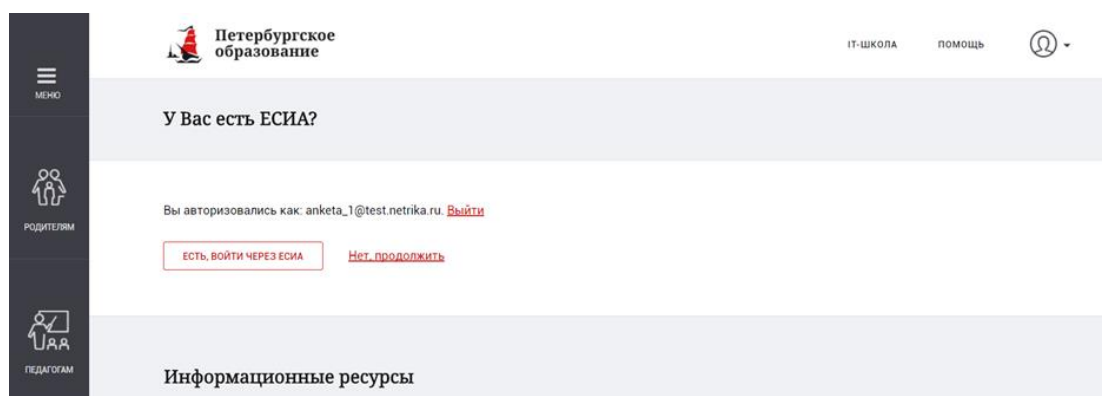 Петербургское
образование
IT-ШКОЛА
ПОМОЩЬ
МЕНЮ
У Вас есть ЕСИА?
РОДИТЕЛЯМ
Вы авторизовались как: anketa_1@test.netrika.ru. Выйти
ЕСТЬ, ВОЙТИ ЧЕРЕЗ ЕСИА
Нет, продолжить
ПЕДАГОГАМ
Информационные ресурсы